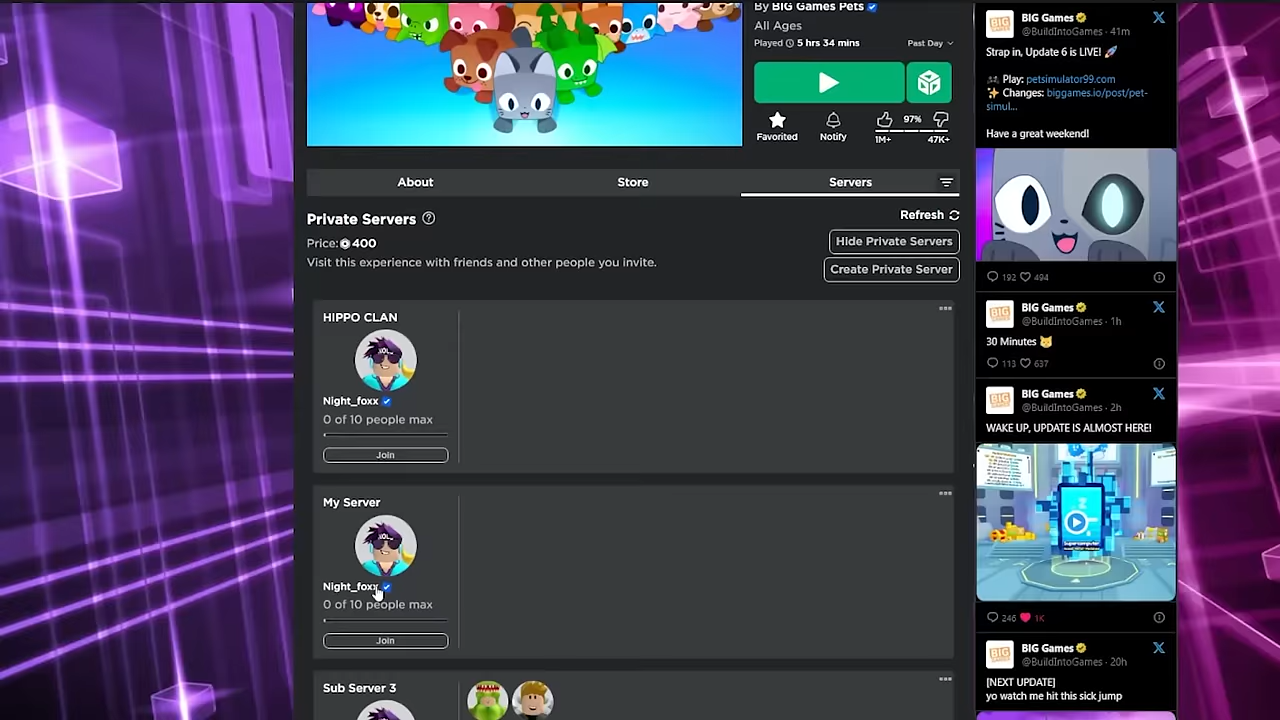 By BIG Games Pets
All Ages
Played 5 hrs 34 mins
Past Day
Favorited
Notify
97%
1M+
47K+
About
Store
Servers
Private Servers
Refresh
Price: 400
Hide Private Servers
Visit this experience with friends and other people you invite.
Create Private Server
HIPPO CLAN
Night_foxx
0 of 10 people max
Join
My Server
Night_foxx
0 of 10 people max
Join
Sub Server 3
BIG Games
@BuildIntoGames · 41m
Strap in, Update 6 is LIVE! 🚀
🎮 Play: petsimulator99.com
✨ Changes: biggames.io/post/pet-
simul...
Have a great weekend!
192 494
BIG Games
@BuildIntoGames · 1h
30 Minutes 😺
113 637
BIG Games
@BuildIntoGames · 2h
WAKE UP, UPDATE IS ALMOST HERE!
246 1K
BIG Games
@BuildIntoGames · 20h
[NEXT UPDATE]
yo watch me hit this sick jump